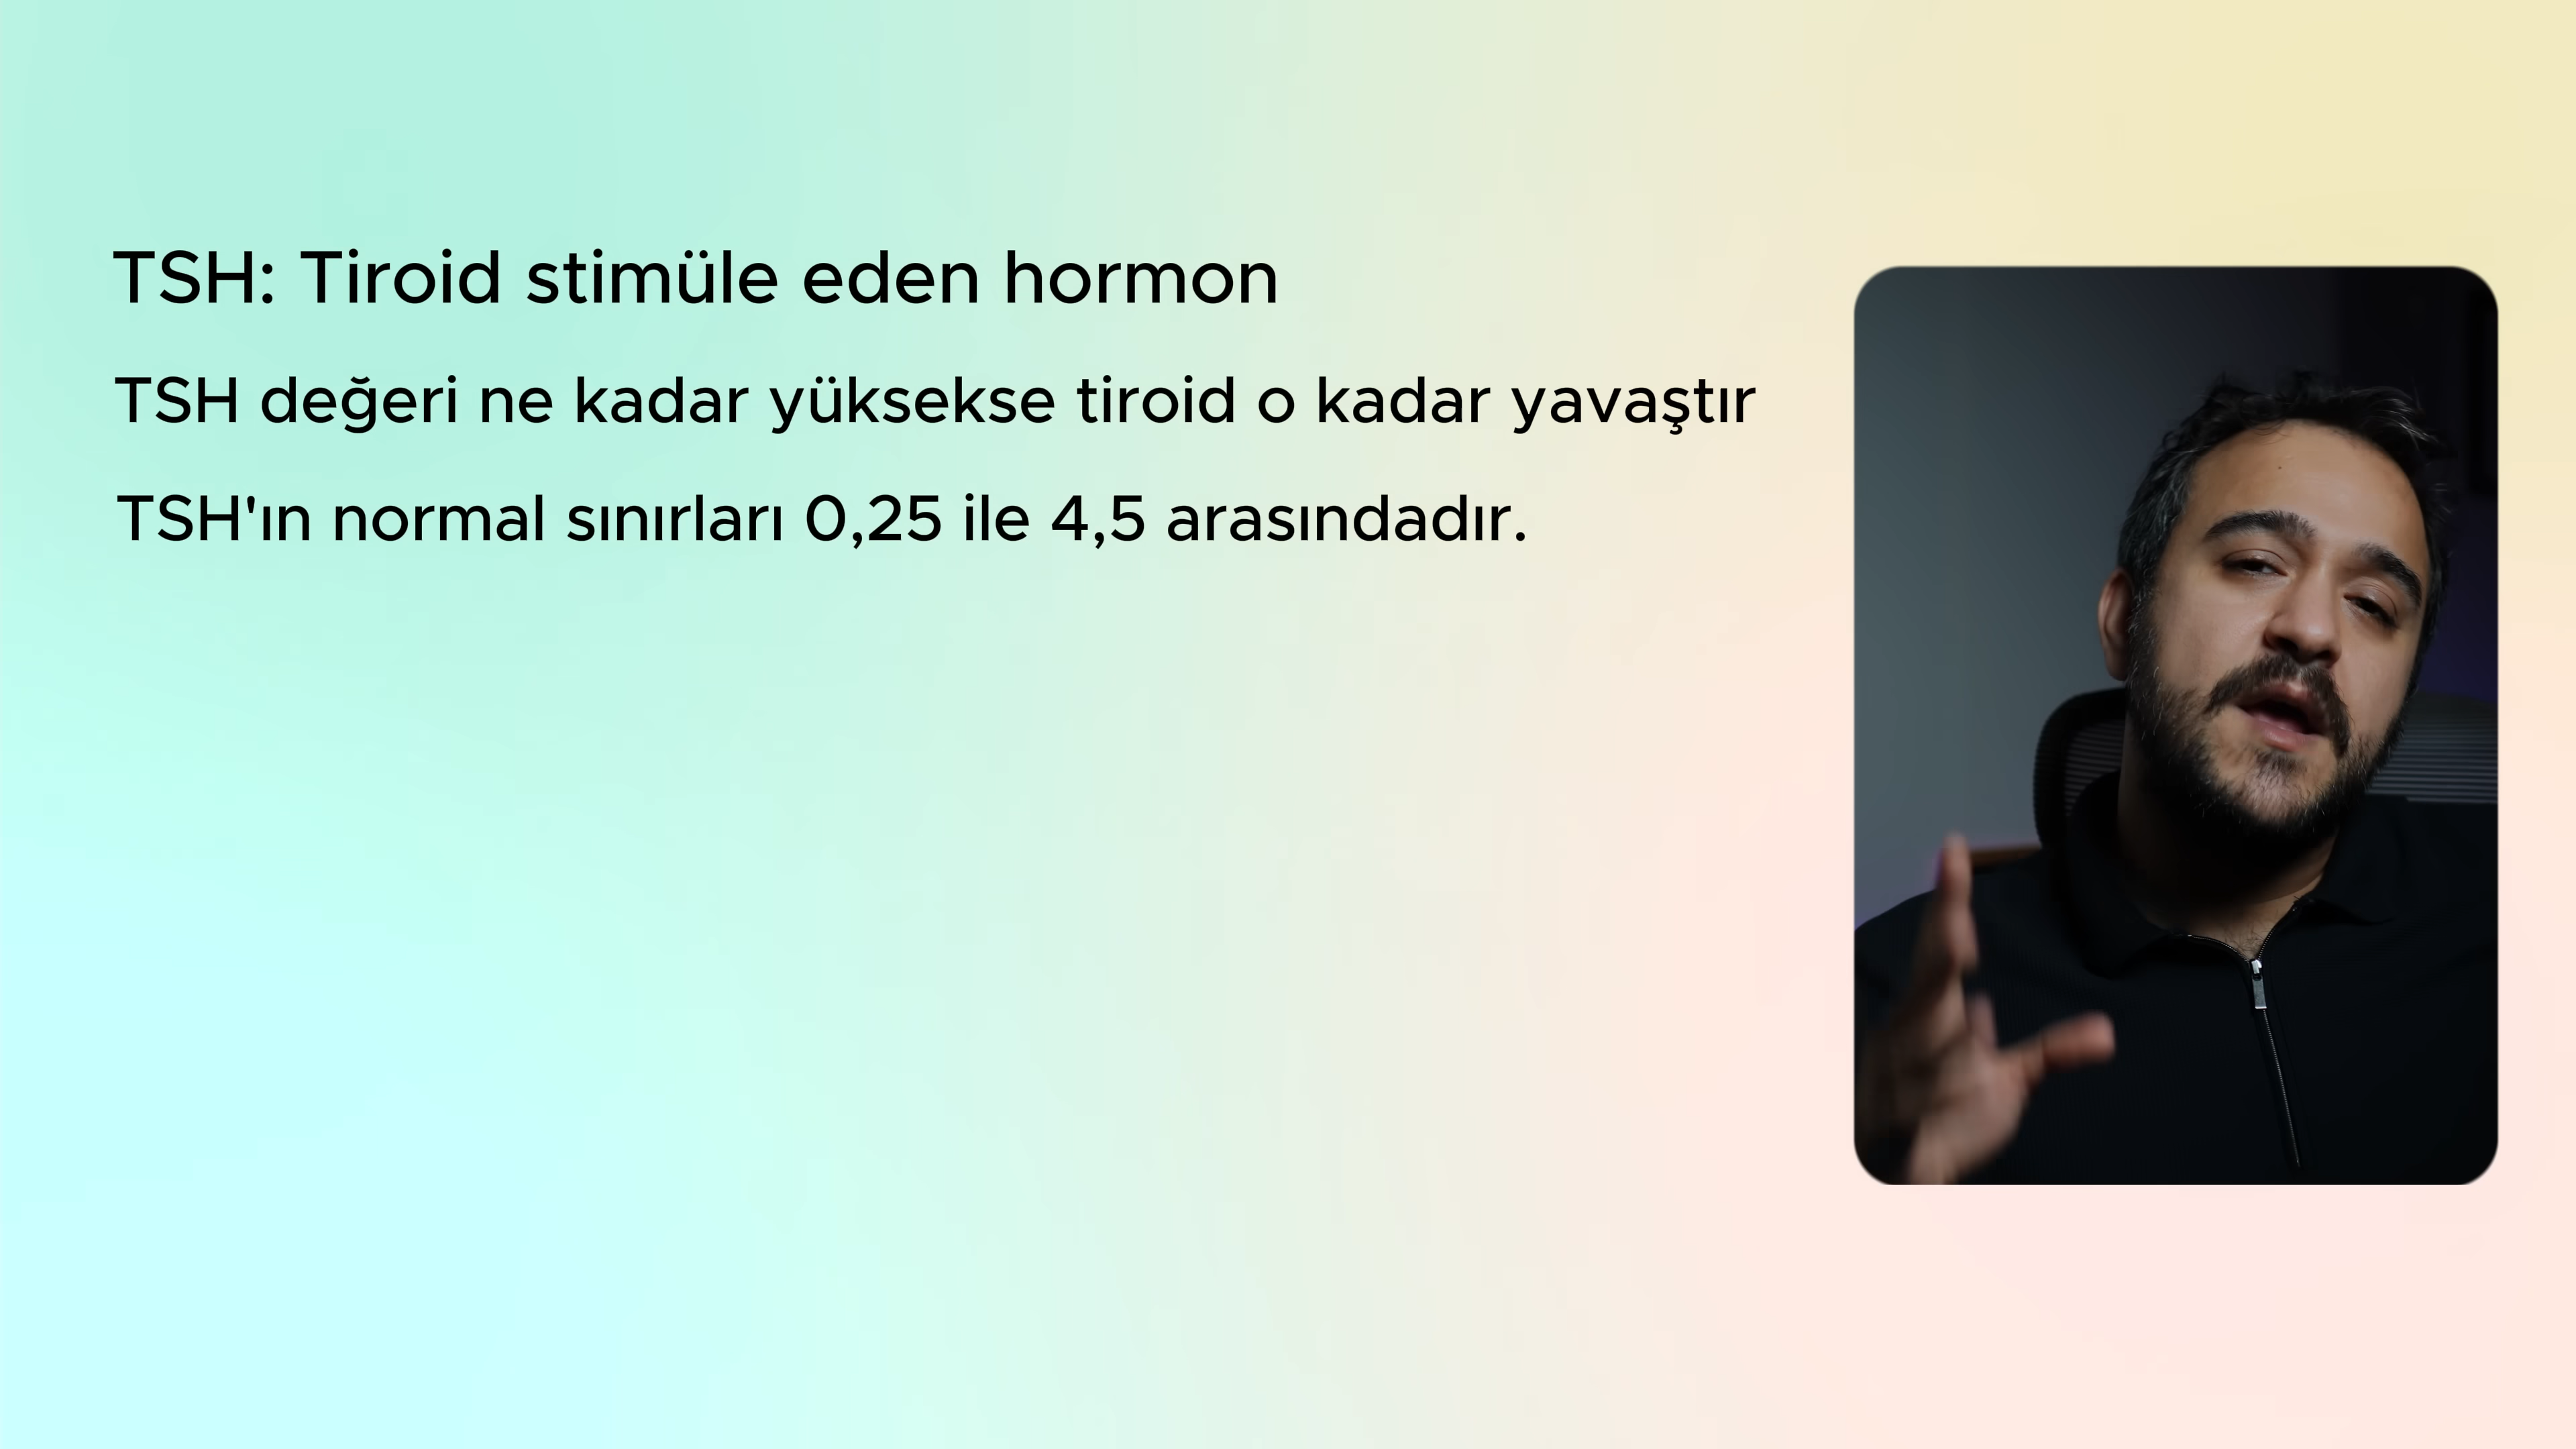 TSH: Tiroid stimüle eden hormon
TSH değeri ne kadar yüksekse tiroid o kadar yavaştır
TSH'ın normal sınırları 0,25 ile 4,5 arasındadır.